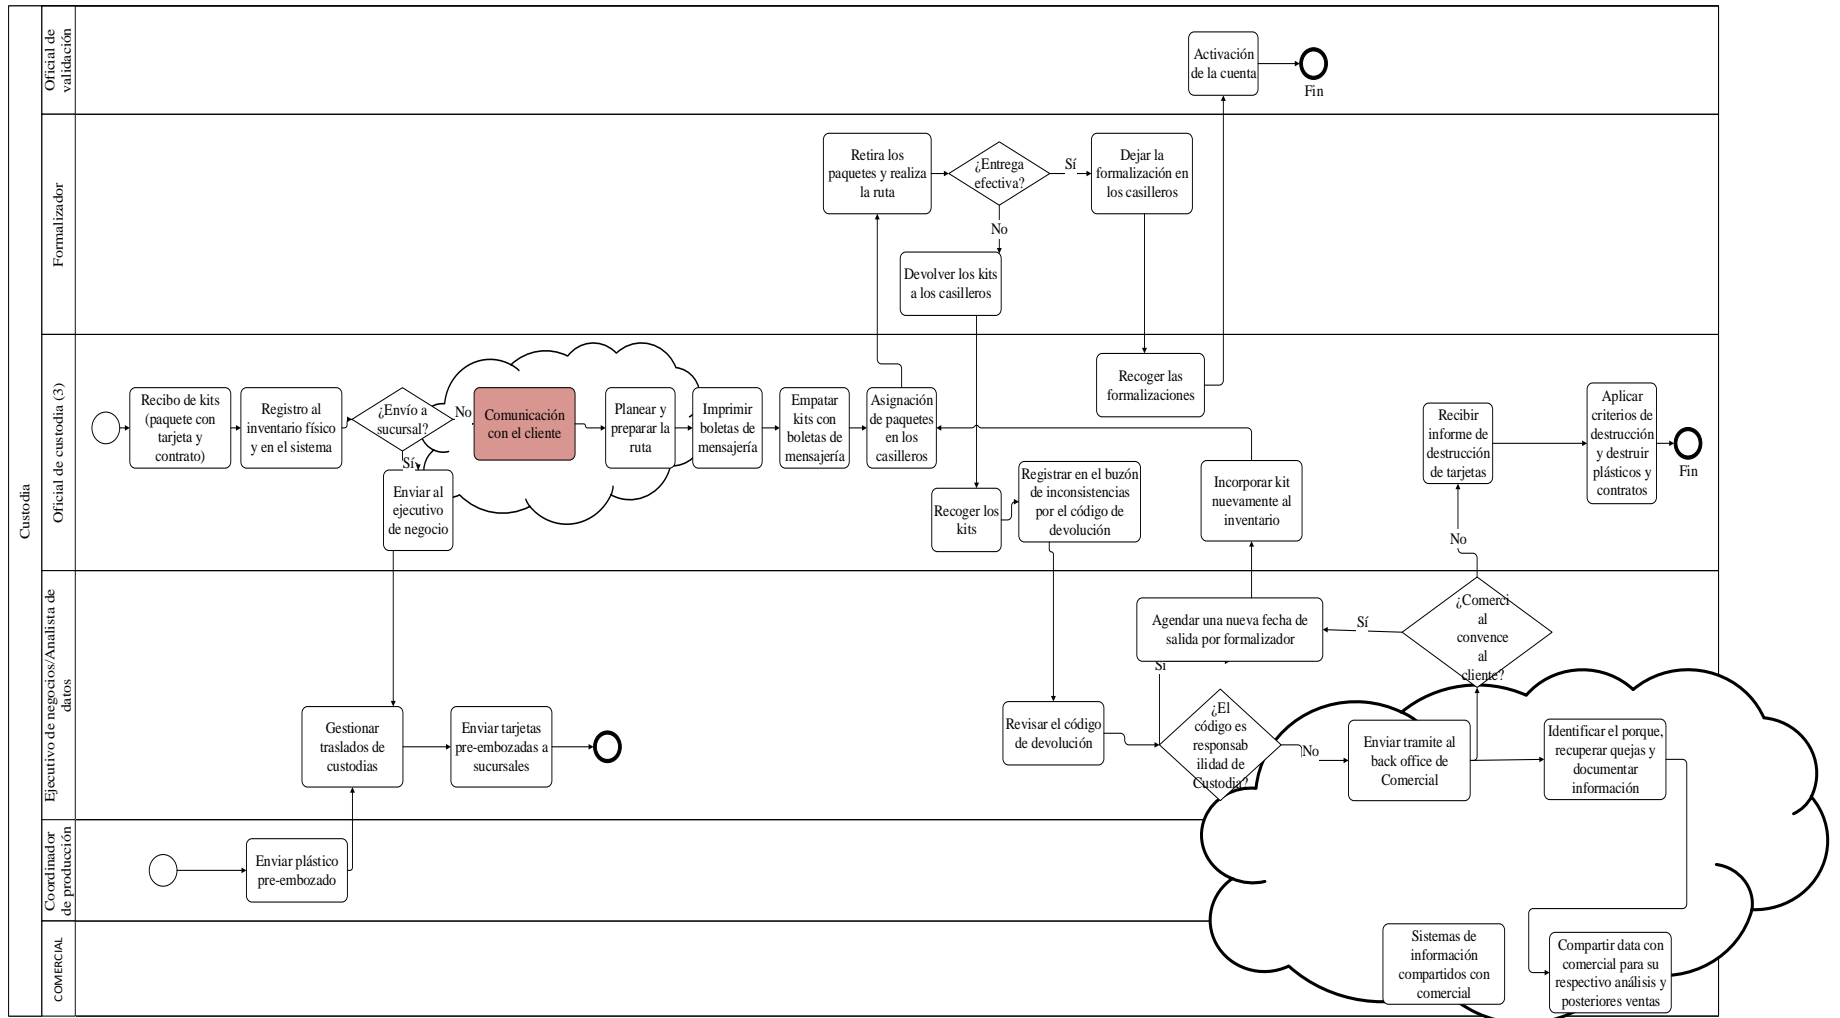 Custodia
Oficial de
validación
Activación
de la cuenta
Fin
Formalizador
Retira los
paquetes y realiza
la ruta
¿Entrega
efectiva?
Sí
No
Dejar la
formalización en
los casilleros
Devolver los kits
a los casilleros
Oficial de custodia (3)
Recibo de kits
(paquete con
tarjeta y
contrato)
Registro al
inventario físico
y en el sistema
¿Envío a
sucursal?
No
Sí
Comunicación
con el cliente
Planear y
preparar la
ruta
Imprimir
boletas de
mensajería
Empatar
kits con
boletas de
mensajería
Asignación
de paquetes
en los
casilleros
Enviar al
ejecutivo
de negocio
Recoger los
kits
Registrar en el buzón
de inconsistencias
por el código de
devolución
Recoger las
formalizaciones
Incorporar kit
nuevamente al
inventario
Recibir
informe de
destrucción
de tarjetas
Aplicar
criterios de
destrucción
y destruir
plásticos y
contratos
Fin
No
Ejecutivo de negocios/Analista de
datos
Gestionar
traslados de
custodias
Enviar tarjetas
pre-embozadas a
sucursales
Revisar el código
de devolución
Agendar una nueva fecha de
salida por formalizador
Sí
¿El
código es
responsab
ilidad de
Custodia?
No
Sí
¿Comerci
al
convence
al
cliente?
Enviar tramite al
back office de
Comercial
Identificar el porque,
recuperar quejas y
documentar
información
Coordinador
de producción
Enviar plástico
pre-embozado
COMERCIAL
Sistemas de
información
compartidos con
comercial
Compartir data con
comercial para su
respectivo análisis y
posteriores ventas